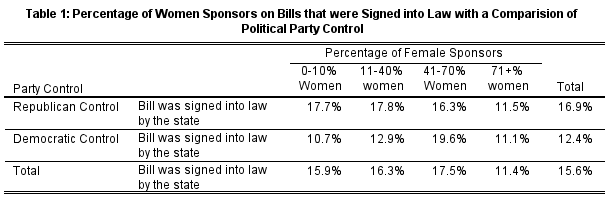 Table 1: Percentage of Women Sponsors on Bills that were Signed into Law with a Comparision of
Political Party Control
Percentage of Female Sponsors
0-10% 11-40% 41-70% 71+%
Party Control Women women Women women Total
Republican Control Bill was signed into law 17.7% 17.8% 16.3% 11.5% 16.9%
by the state
Democratic Control Bill was signed into law 10.7% 12.9% 19.6% 11.1% 12.4%
by the state
Total Bill was signed into law 15.9% 16.3% 17.5% 11.4% 15.6%
by the state